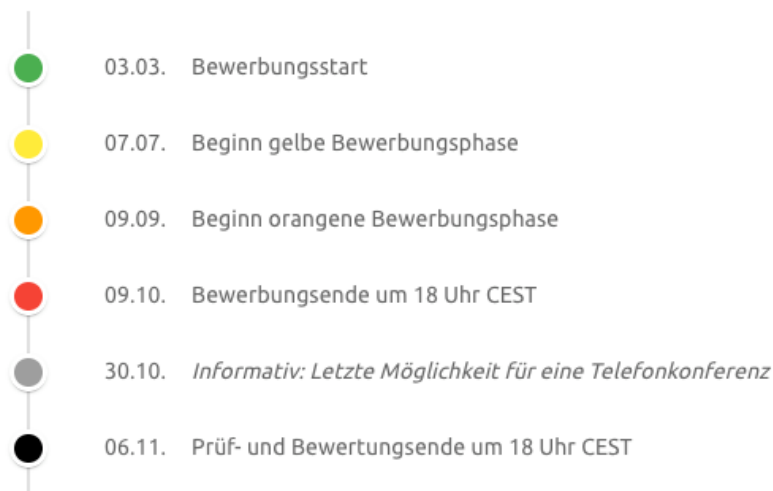 03.03. Bewerbungsstart
07.07. Beginn gelbe Bewerbungsphase
09.09. Beginn orangene Bewerbungsphase
09.10. Bewerbungsende um 18 Uhr CEST
30.10. Informativ: Letzte Möglichkeit für eine Telefonkonferenz
06.11. Prüf- und Bewertungsende um 18 Uhr CEST